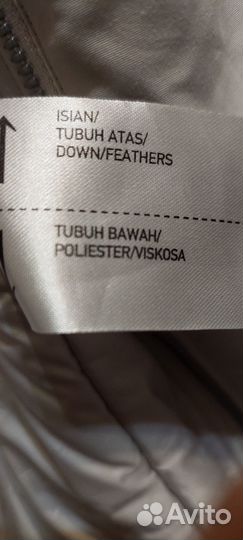 ISIAN/
TUBUH ATAS/
DOWN/FEATHERS
TUBUH BAWAH/
POLIESTER/VISKOSA
Avito